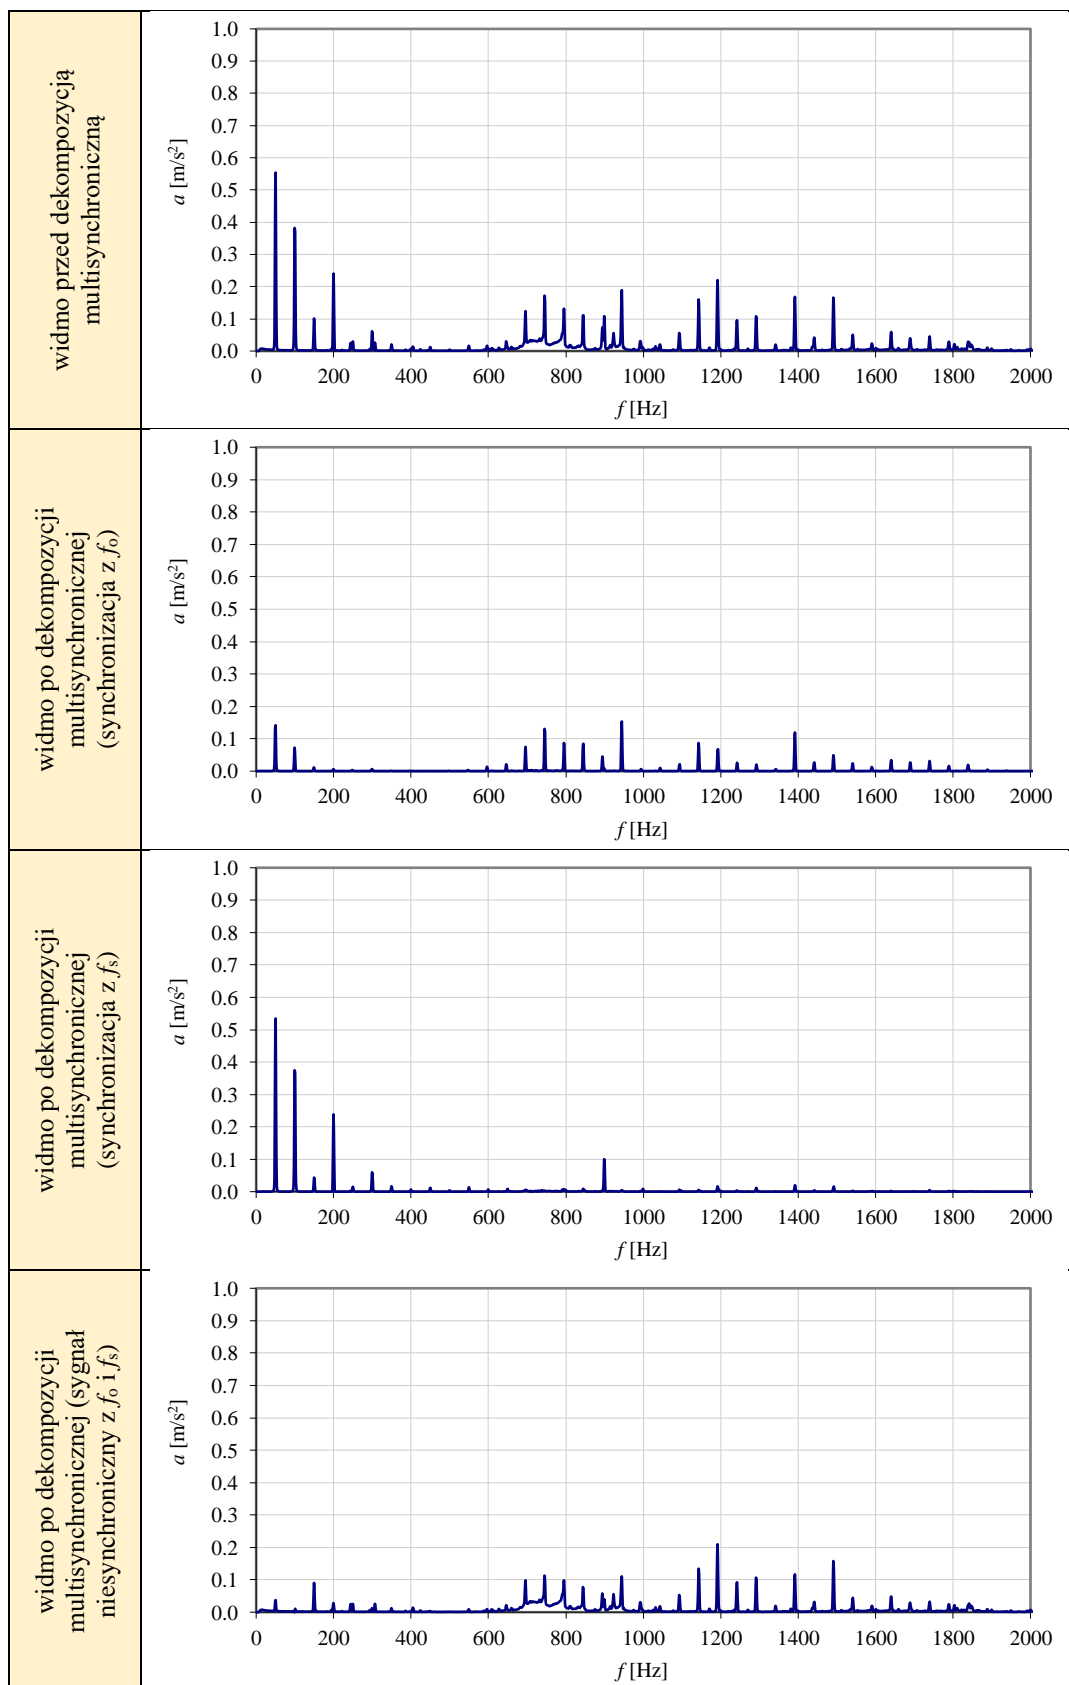 widmo przed dekompozycją
multisynchroniczną
1.0
0.9
0.8
0.7
0.6
0.5
0.4
0.3
0.2
0.1
0.0
a [m/s²]
0 200 400 600 800 1000 1200 1400 1600 1800 2000
f [Hz]
widmo po dekompozycji
multisynchronicznej
(synchronizacja z fo)
1.0
0.9
0.8
0.7
0.6
0.5
0.4
0.3
0.2
0.1
0.0
a [m/s²]
0 200 400 600 800 1000 1200 1400 1600 1800 2000
f [Hz]
widmo po dekompozycji
multisynchronicznej
(synchronizacja z fs)
1.0
0.9
0.8
0.7
0.6
0.5
0.4
0.3
0.2
0.1
0.0
a [m/s²]
0 200 400 600 800 1000 1200 1400 1600 1800 2000
f [Hz]
widmo po dekompozycji
multisynchronicznej (sygnał
niesynchroniczny z fo i fs)
1.0
0.9
0.8
0.7
0.6
0.5
0.4
0.3
0.2
0.1
0.0
a [m/s²]
0 200 400 600 800 1000 1200 1400 1600 1800 2000
f [Hz]